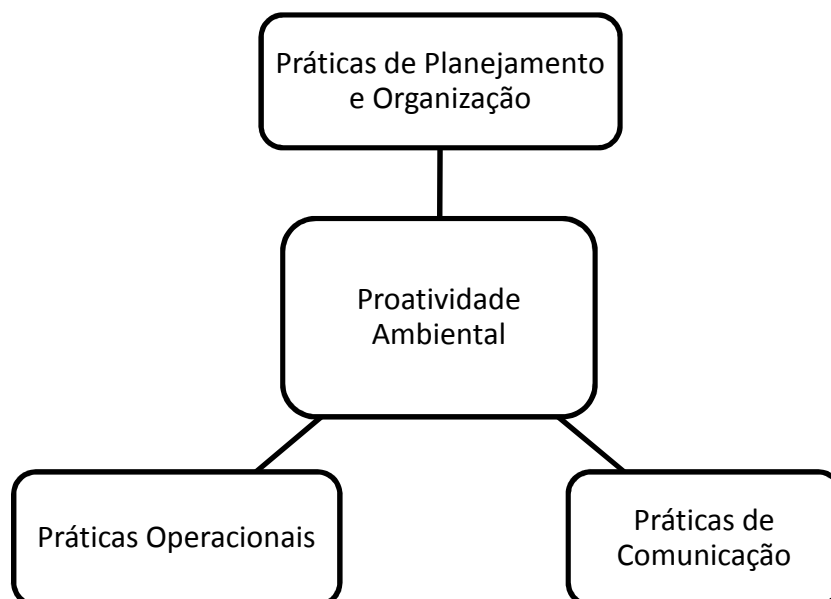 Práticas de Planejamento
e Organização
Proatividade
Ambiental
Práticas Operacionais
Práticas de
Comunicação